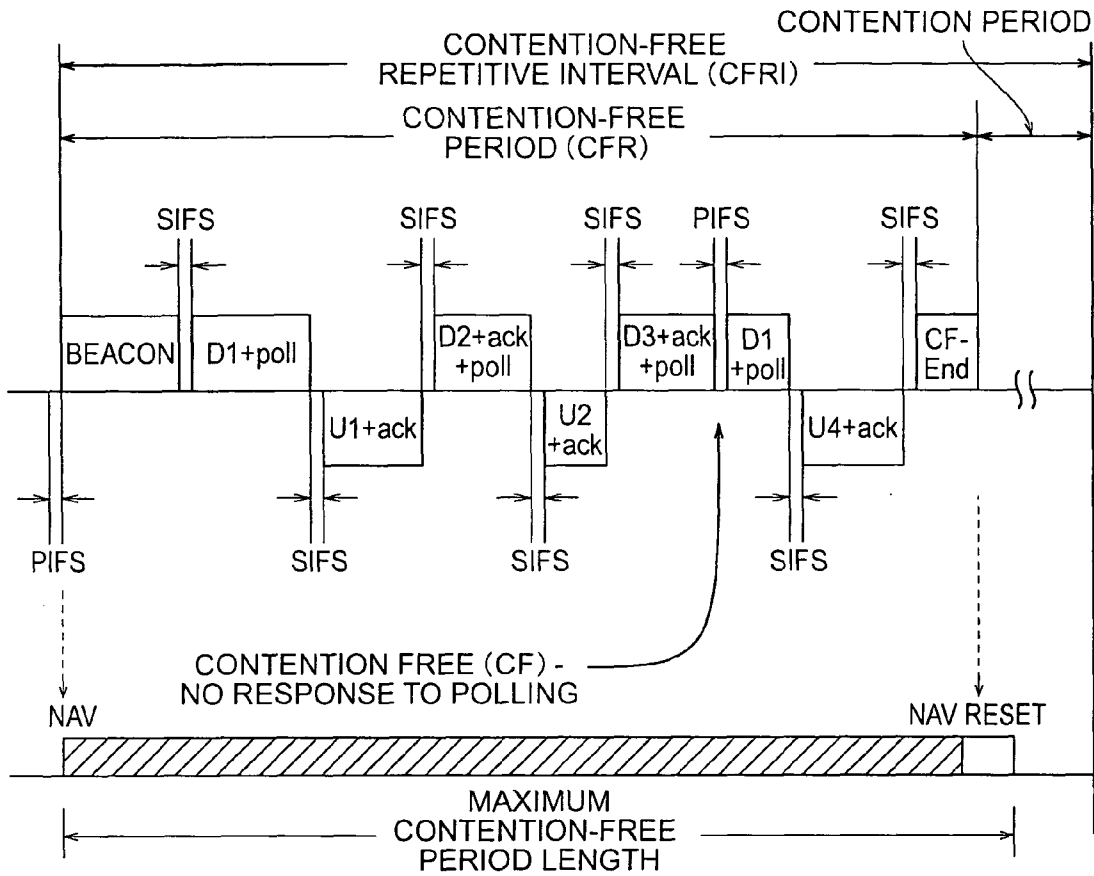 CONTENTION PERIOD
CONTENTION-FREE
REPETITIVE INTERVAL (CFRI)
CONTENTION-FREE
PERIOD (CFR)
SIFS
SIFS
SIFS
PIFS
SIFS
BEACON
D1+poll
D2+ack
+poll
D3+ack
+poll
D1
+poll
CF-
End
U1+ack
U2
+ack
U4+ack
PIFS
SIFS
SIFS
SIFS
CONTENTION FREE (CF) -
NO RESPONSE TO POLLING
NAV
NAV RESET
MAXIMUM
CONTENTION-FREE
PERIOD LENGTH